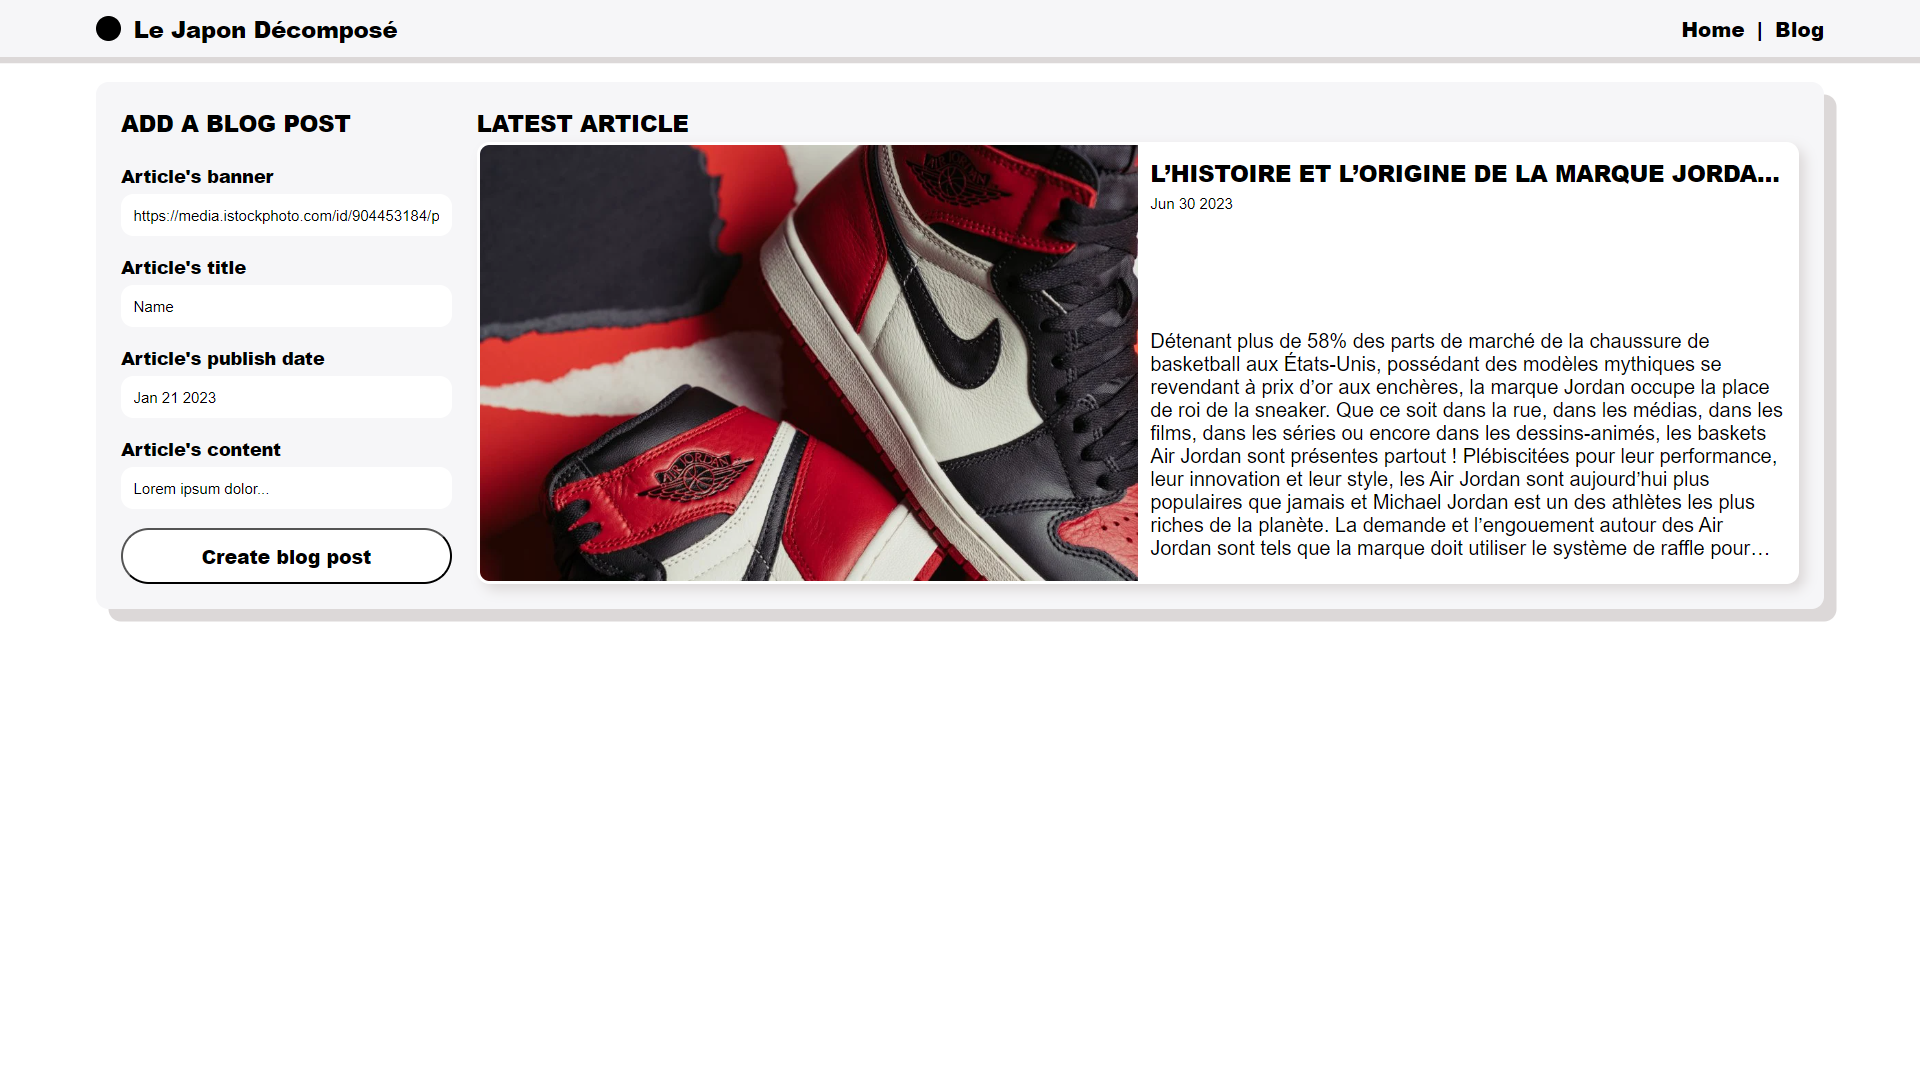 Le Japon Décomposé
Home | Blog
ADD A BLOG POST
Article's banner
https://media.istockphoto.com/id/904453184/p
Article's title
Name
Article's publish date
Jan 21 2023
Article's content
Lorem ipsum dolor...
Create blog post
LATEST ARTICLE
AIR JORDAN
AIR JORDAN
L’HISTOIRE ET L’ORIGINE DE LA MARQUE JORDA...
Jun 30 2023
Détenant plus de 58% des parts de marché de la chaussure de
basketball aux États-Unis, possédant des modèles mythiques se
revendant à prix d’or aux enchères, la marque Jordan occupe la place
de roi de la sneaker. Que ce soit dans la rue, dans les médias, dans les
films, dans les séries ou encore dans les dessins-animés, les baskets
Air Jordan sont présentes partout ! Plébiscitées pour leur performance,
leur innovation et leur style, les Air Jordan sont aujourd’hui plus
populaires que jamais et Michael Jordan est un des athlètes les plus
riches de la planète. La demande et l’engouement autour des Air
Jordan sont tels que la marque doit utiliser le système de raffle pour…